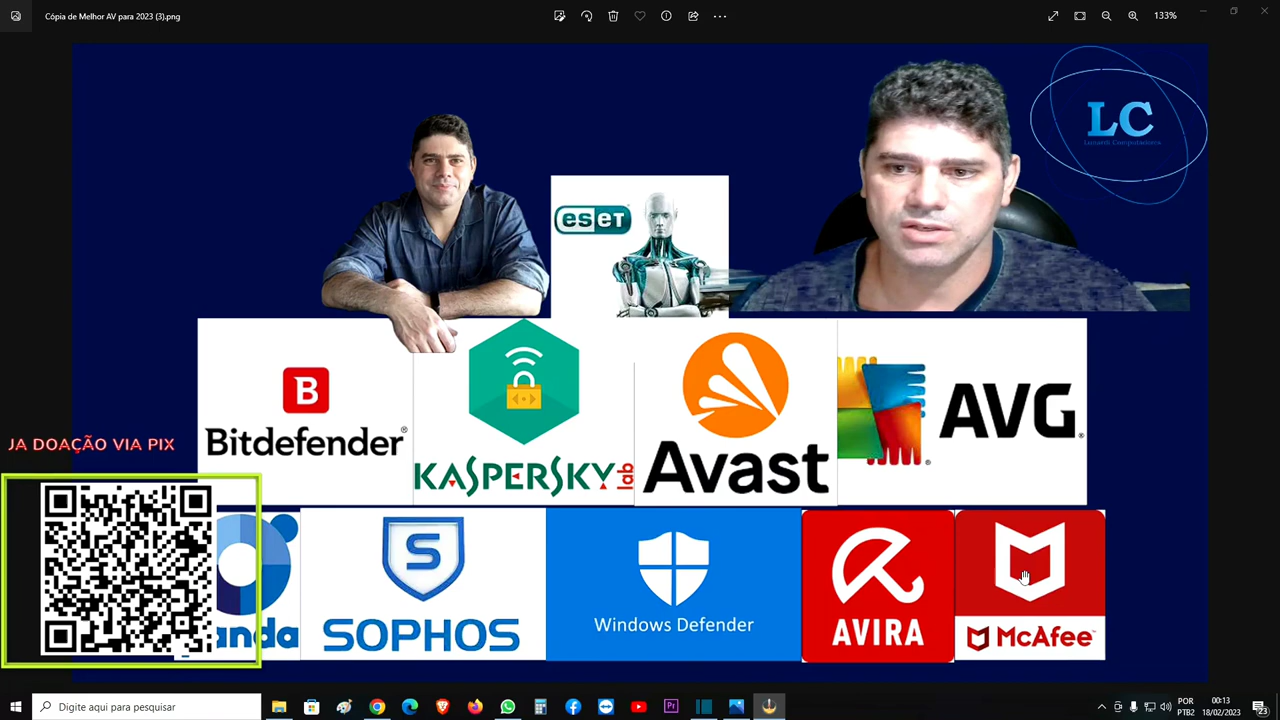 Cópia de Melhor AV para 2023 (3).png
133%
LC
eseT
Bitdefender
KASPERSKY lab
Avast
AVG
JA DOAÇÃO VIA PIX
anda
S
SOPHOS
Windows Defender
AVIRA
McAfee
Digite aqui para pesquisar
POR
PTB2
00:13
18/02/2023